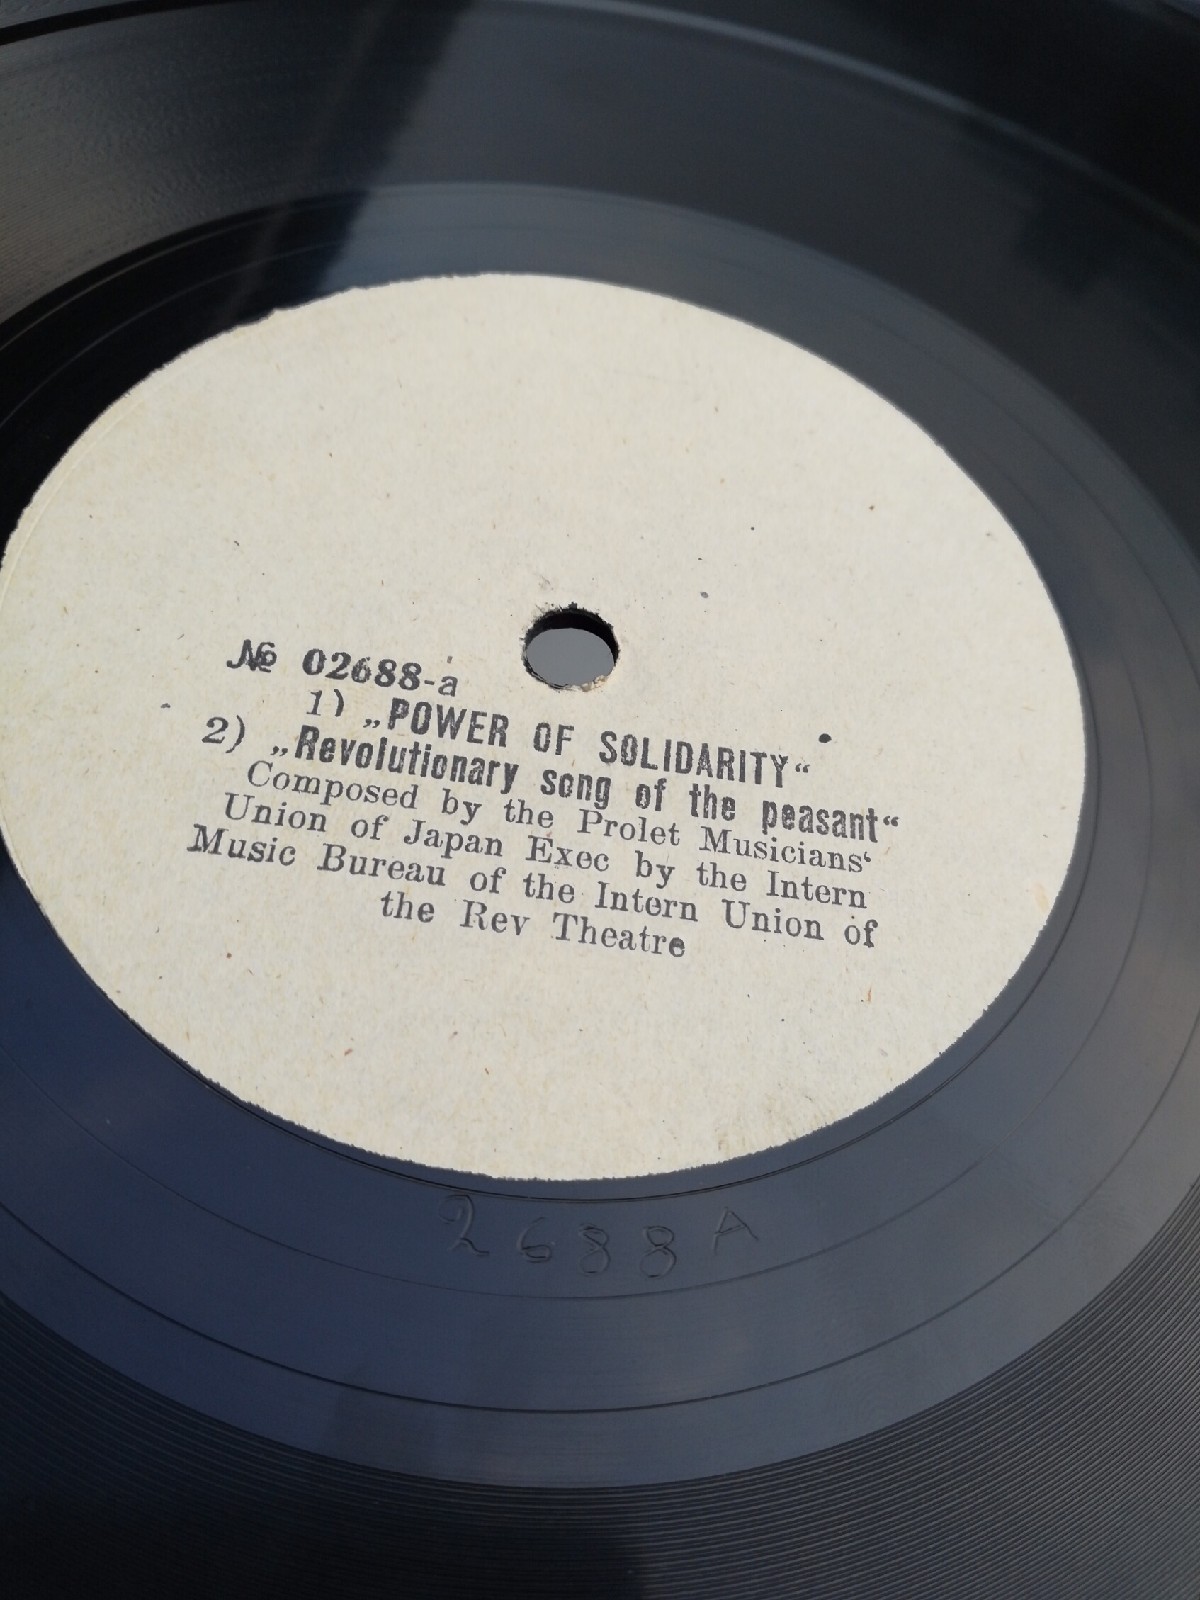 № 02688-a
1) „POWER OF SOLIDARITY“
2) „Revolutionary song of the peasant“
Composed by the Prolet Musicians‘
Union of Japan Exec by the Intern
Music Bureau of the Intern Union of
the Rev Theatre
2688A